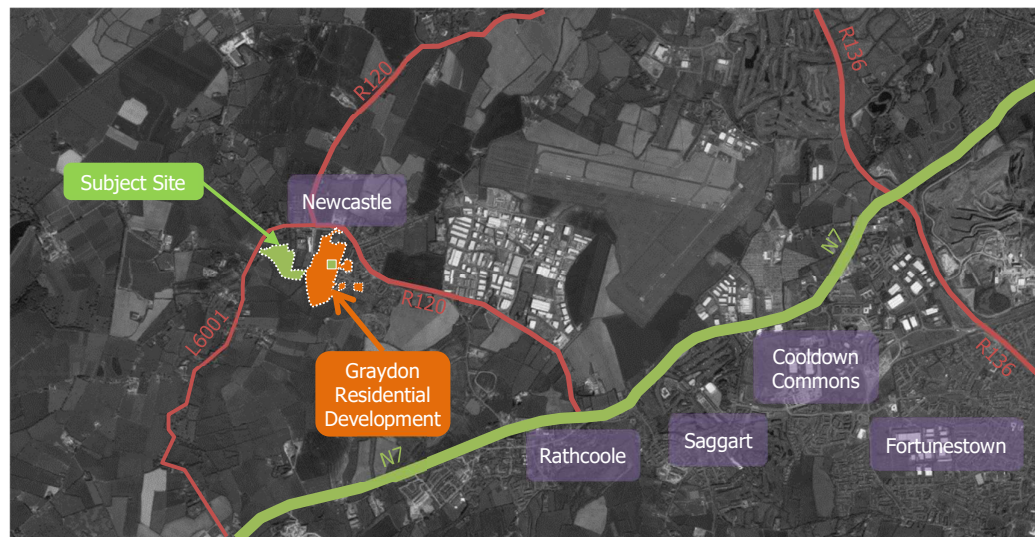 R120
R136
Subject Site
Newcastle
N7
R120
L6001
Graydon
Residential
Development
Cooldown
Commons
R136
N7
Rathcoole
Saggart
Fortunestown